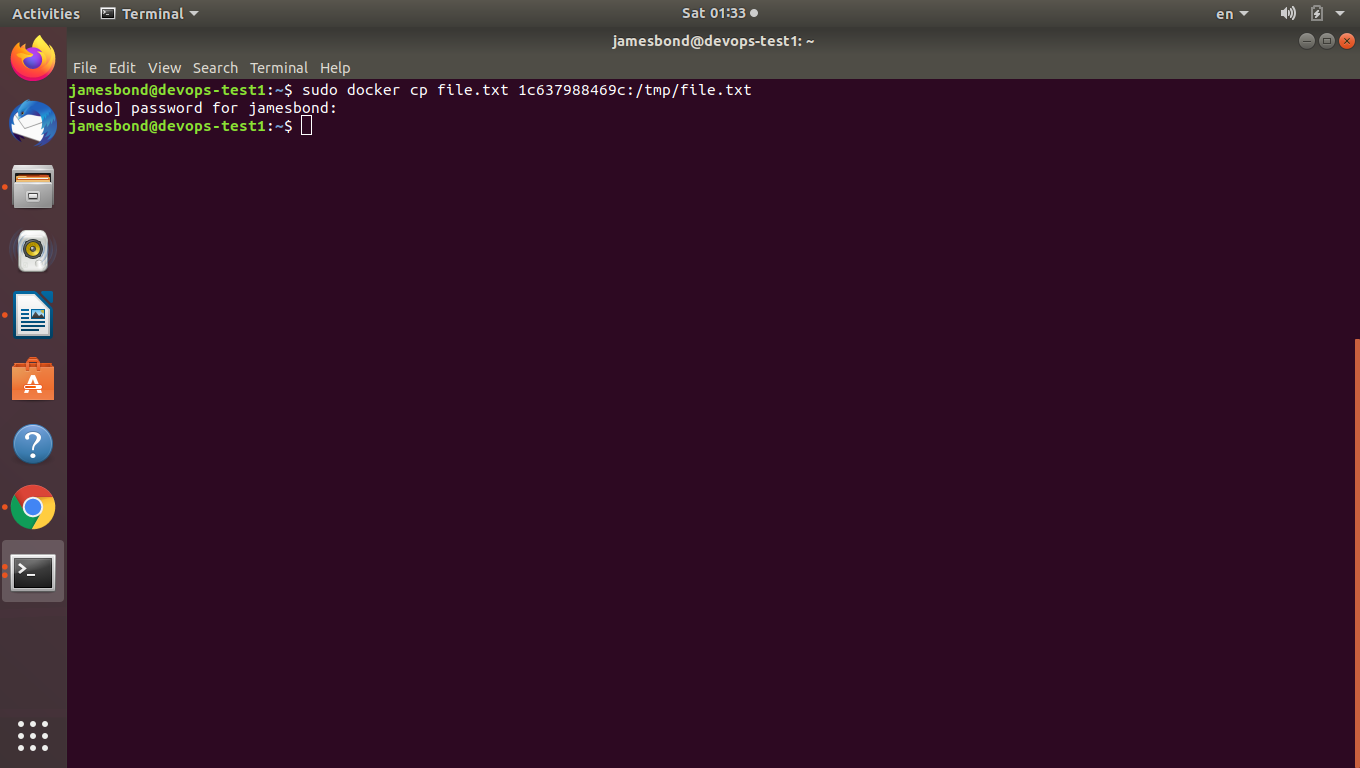 Activities Terminal Sat 01:33 en
jamesbond@devops-test1: ~
File Edit View Search Terminal Help
jamesbond@devops-test1:~$ sudo docker cp file.txt 1c637988469c:/tmp/file.txt
[sudo] password for jamesbond:
jamesbond@devops-test1:~$